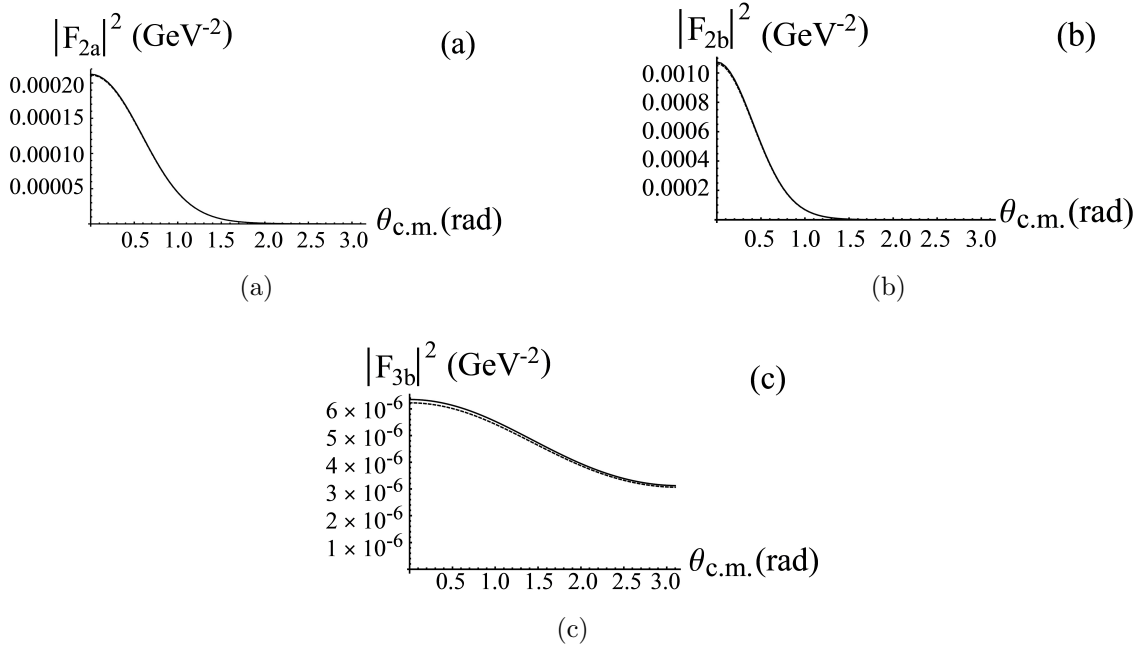 |F2a|² (GeV⁻²)
(a)
0.00020
0.00015
0.00010
0.00005
0.5 1.0 1.5 2.0 2.5 3.0
θc.m.(rad)
(a)
|F2b|² (GeV⁻²)
(b)
0.0010
0.0008
0.0006
0.0004
0.0002
0.5 1.0 1.5 2.0 2.5 3.0
θc.m.(rad)
(b)
|F3b|² (GeV⁻²)
(c)
6 × 10⁻⁶
5 × 10⁻⁶
4 × 10⁻⁶
3 × 10⁻⁶
2 × 10⁻⁶
1 × 10⁻⁶
0.5 1.0 1.5 2.0 2.5 3.0
θc.m.(rad)
(c)